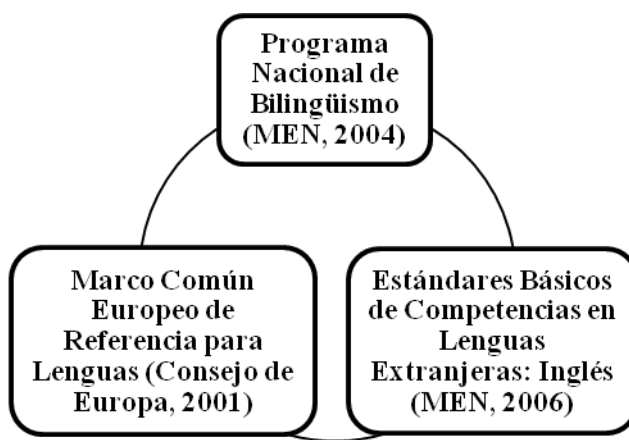 Programa
Nacional de
Bilingüismo
(MEN, 2004)
Marco Común
Europeo de
Referencia para
Lenguas (Consejo de
Europa, 2001)
Estándares Básicos
de Competencias en
Lenguas
Extranjeras: Inglés
(MEN, 2006)